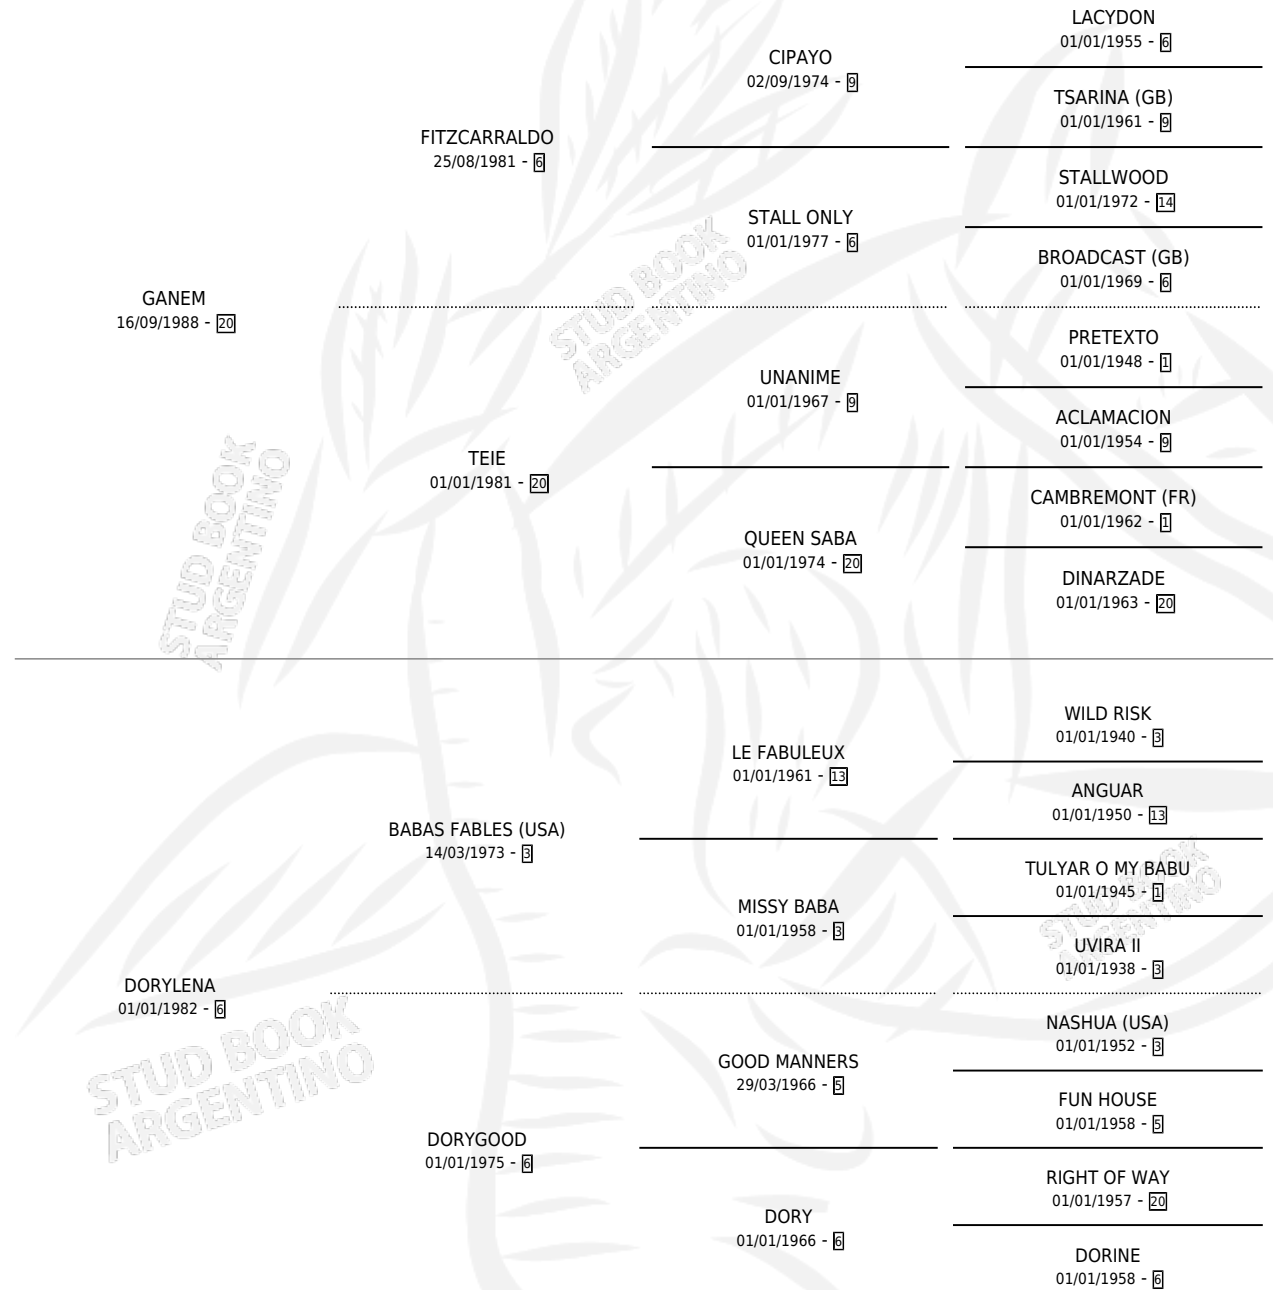 LACYDON
01/01/1955 - 6
CIPAYO
02/09/1974 - 9
TSARINA (GB)
01/01/1961 - 9
FITZCARRALDO
25/08/1981 - 6
STALLWOOD
01/01/1972 - 14
STALL ONLY
01/01/1977 - 6
BROADCAST (GB)
01/01/1969 - 6
GANEM
16/09/1988 - 20
STUD BOOK
ARGENTINO
PRETEXTO
01/01/1948 - 1
UNANIME
01/01/1967 - 9
ACLAMACION
01/01/1954 - 9
TEIE
01/01/1981 - 20
CAMBREMONT (FR)
01/01/1962 - 1
QUEEN SABA
01/01/1974 - 20
DINARZADE
01/01/1963 - 20
STUD BOOK
ARGENTINO
WILD RISK
01/01/1940 - 3
LE FABULEUX
01/01/1961 - 13
ANGUAR
01/01/1950 - 13
BABAS FABLES (USA)
14/03/1973 - 3
TULYAR O MY BABU
01/01/1945 - 1
MISSY BABA
01/01/1958 - 3
UVIRA II
01/01/1938 - 3
STUD BOOK
ARGENTINO
DORYLENA
01/01/1982 - 6
NASHUA (USA)
01/01/1952 - 3
GOOD MANNERS
29/03/1966 - 5
FUN HOUSE
01/01/1958 - 5
STUD BOOK
ARGENTINO
DORYGOOD
01/01/1975 - 6
RIGHT OF WAY
01/01/1957 - 20
DORY
01/01/1966 - 6
DORINE
01/01/1958 - 6